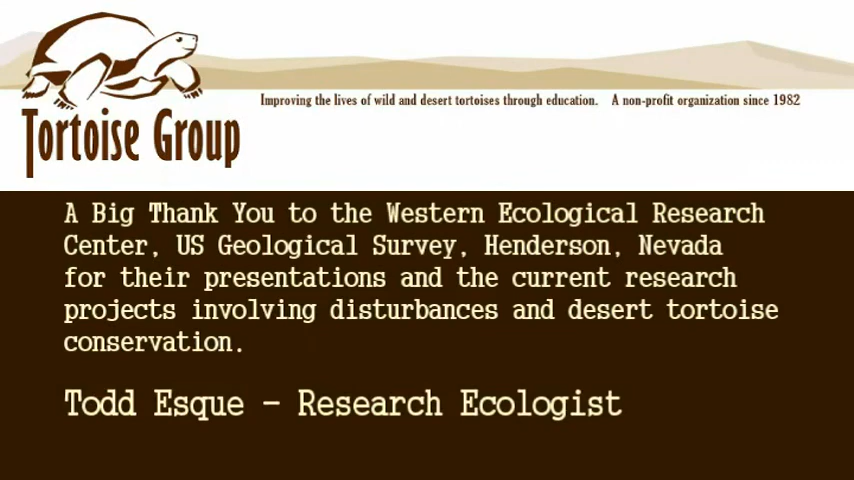 Tortoise Group
Improving the lives of wild and desert tortoises through education. A non-profit organization since 1982
A Big Thank You to the Western Ecological Research
Center, US Geological Survey, Henderson, Nevada
for their presentations and the current research
projects involving disturbances and desert tortoise
conservation.
Todd Esque - Research Ecologist